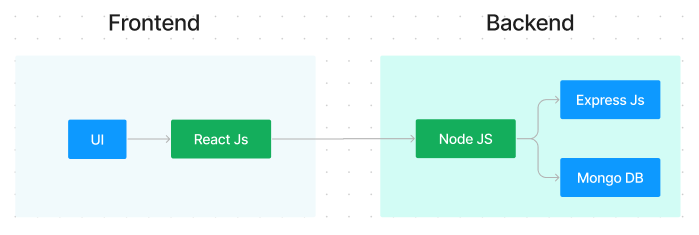 Frontend
Backend
UI
React Js
Node JS
Express Js
Mongo DB